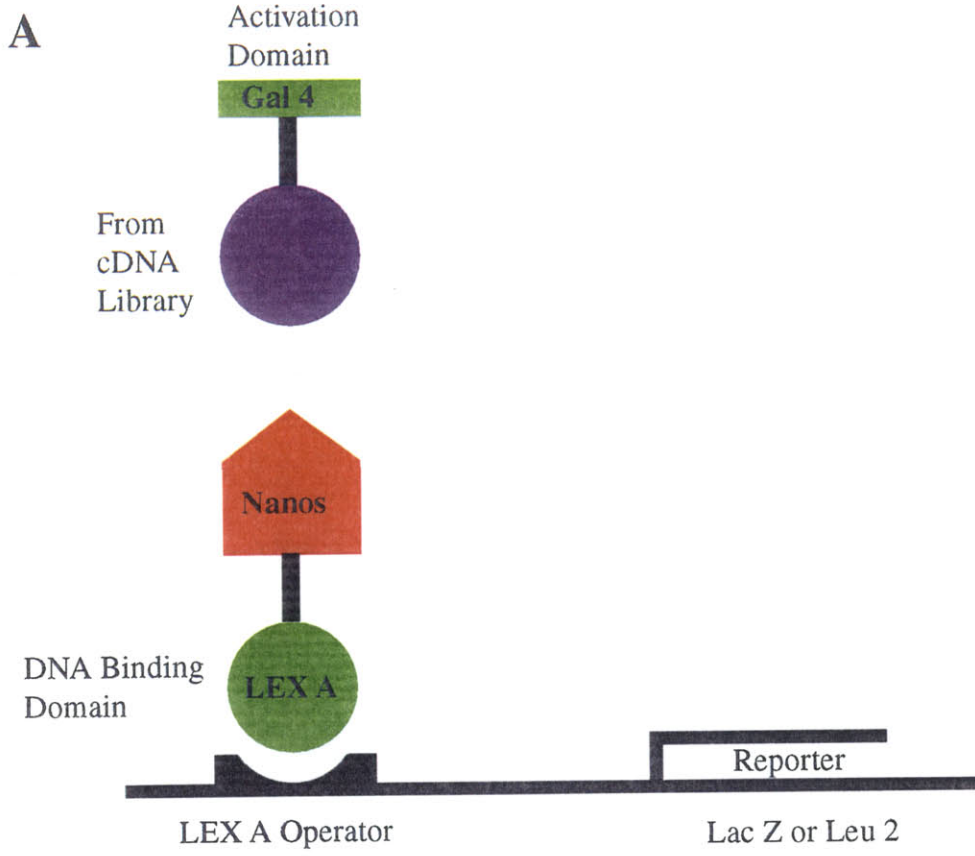 A
Activation
Domain
Gal 4
From
cDNA
Library
Nanos
DNA Binding
Domain
LEX A
Reporter
LEX A Operator
Lac Z or Leu 2